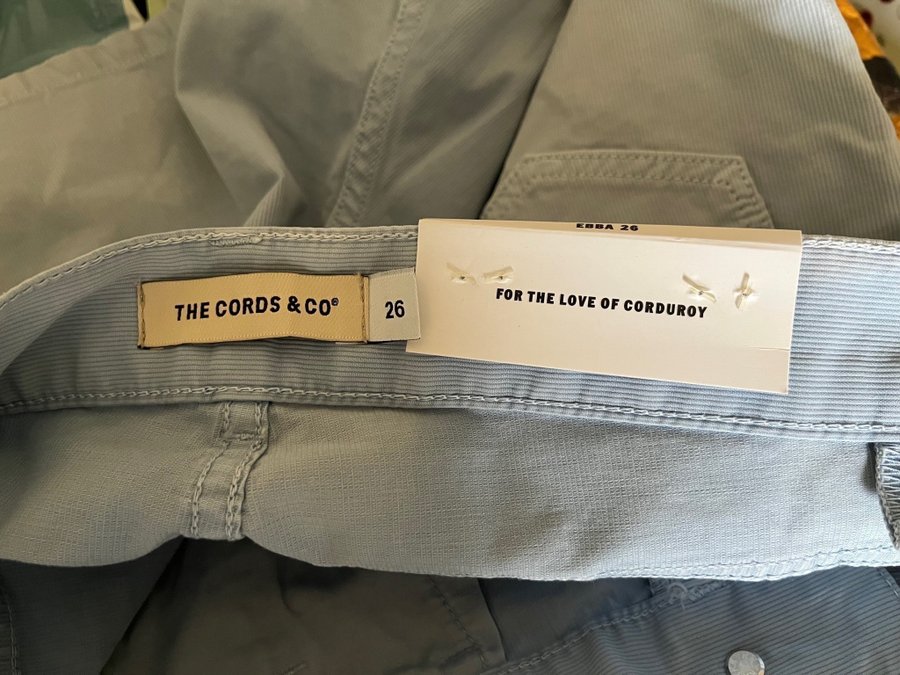 EBBA 26
THE CORDS & CO®
26
FOR THE LOVE OF CORDUROY